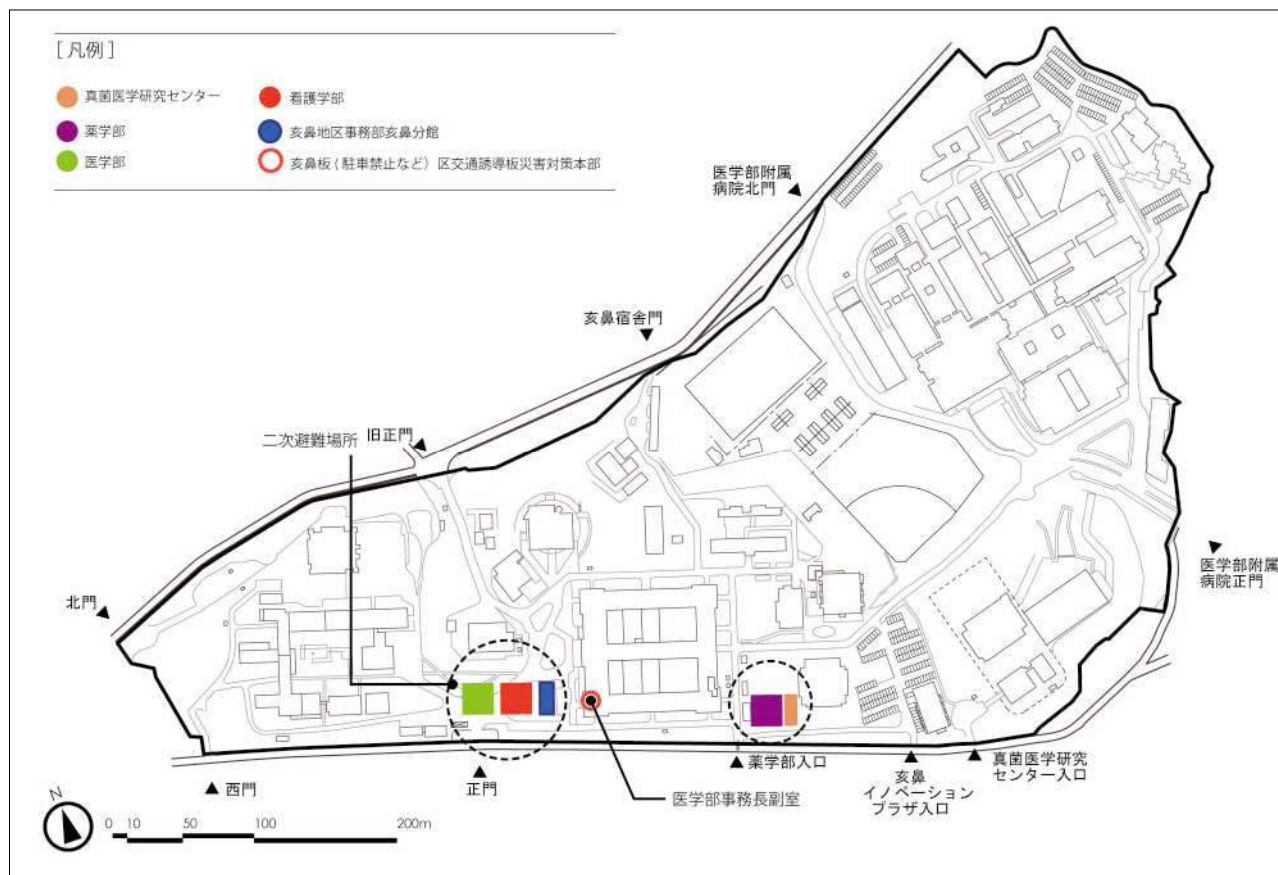 [凡例]
真菌医学研究センター
看護学部
薬学部
亥鼻地区事務部亥鼻分館
医学部
亥鼻板(駐車禁止など)区交通誘導板災害対策本部
医学部附属
病院北門
亥鼻宿舎門
二次避難場所
旧正門
医学部附属
病院正門
北門
薬学部入口
真菌医学研究
センター入口
西門
正門
亥鼻
イノベーション
プラザ入口
医学部事務長副室
N
0 10 50 100 200m